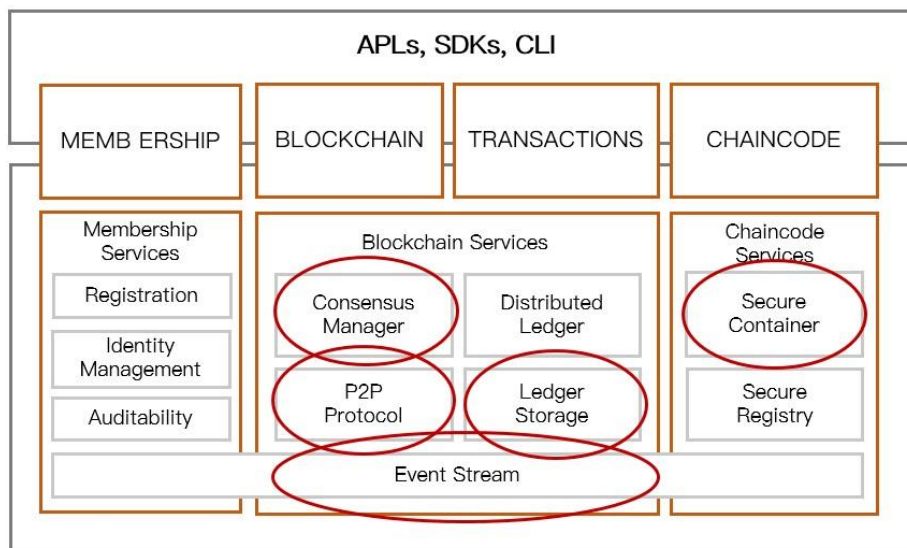 APLs, SDKs, CLI
MEMB ERSHIP
BLOCKCHAIN
TRANSACTIONS
CHAINCODE
Membership
Services
Registration
Identity
Management
Auditability
Blockchain Services
Consensus
Manager
Distributed
Ledger
P2P
Protocol
Ledger
Storage
Chaincode
Services
Secure
Container
Secure
Registry
Event Stream